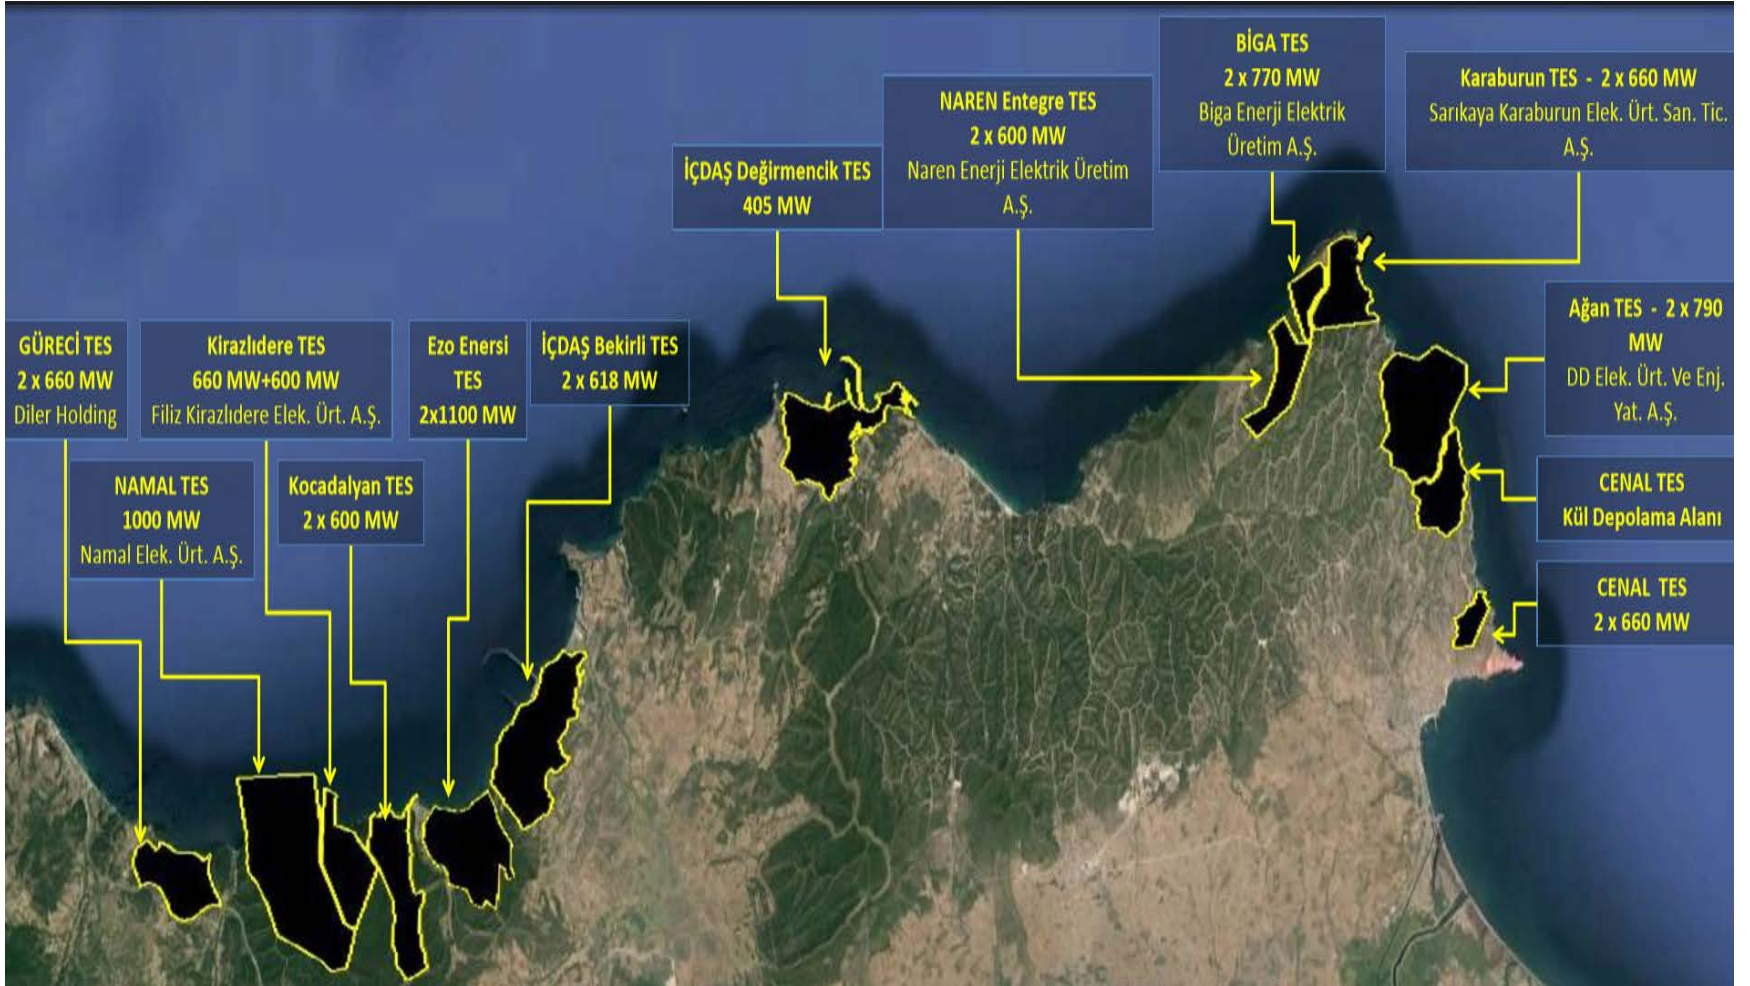 BİGA TES
2 x 770 MW
Biga Enerji Elektrik
Üretim A.Ş.
Karaburun TES - 2 x 660 MW
Sarıkaya Karaburun Elek. Ürt. San. Tic.
A.Ş.
NAREN Entegre TES
2 x 600 MW
Naren Enerji Elektrik Üretim
A.Ş.
İÇDAŞ Değirmencik TES
405 MW
Ağan TES - 2 x 790
MW
DD Elek. Ürt. Ve Enj.
Yat. A.Ş.
GÜRECİ TES
2 x 660 MW
Diler Holding
Kirazlıdere TES
660 MW+600 MW
Filiz Kirazlıdere Elek. Ürt. A.Ş.
Ezo Enersi
TES
2x1100 MW
İÇDAŞ Bekirli TES
2 x 618 MW
NAMAL TES
1000 MW
Namal Elek. Ürt. A.Ş.
Kocadalyan TES
2 x 600 MW
CENAL TES
Kül Depolama Alanı
CENAL TES
2 x 660 MW